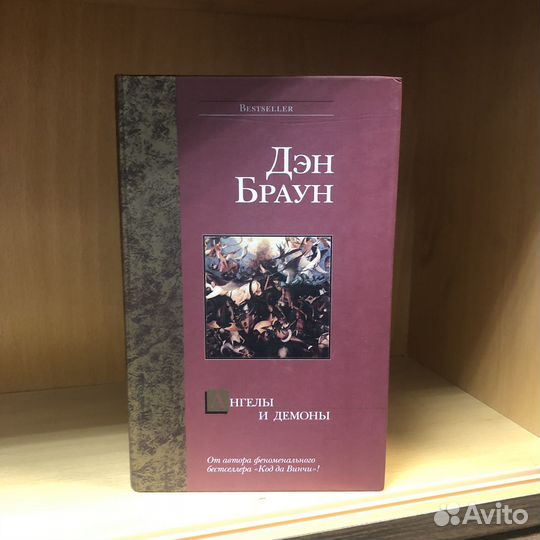 BESTSELLER
ДЭН
БРАУН
АНГЕЛЫ
И ДЕМОНЫ
От автора феноменального
бестселлера «Код да Винчи»!
Avito